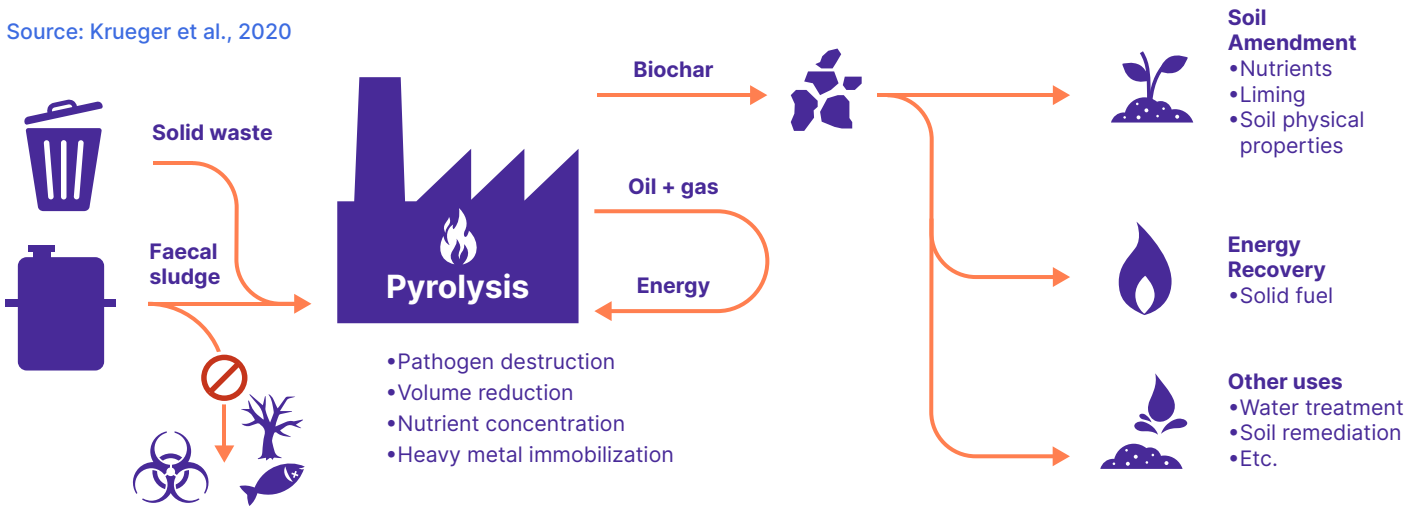 Source: Krueger et al., 2020
Solid waste
Faecal
sludge
Pyrolysis
•Pathogen destruction
•Volume reduction
•Nutrient concentration
•Heavy metal immobilization
Biochar
Oil + gas
Energy
Soil
Amendment
•Nutrients
•Liming
•Soil physical
properties
Energy
Recovery
•Solid fuel
Other uses
•Water treatment
•Soil remediation
•Etc.